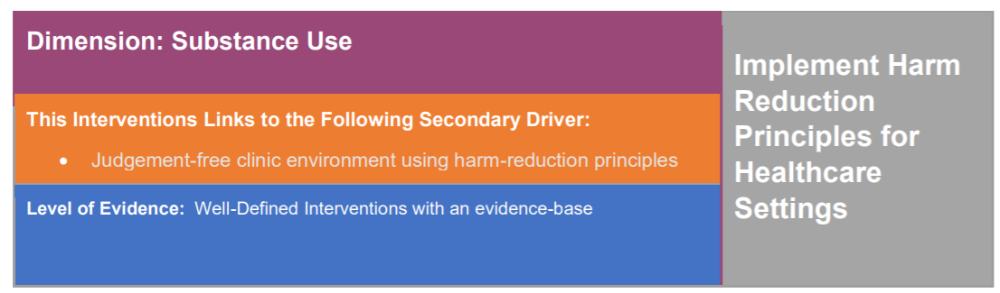 Dimension: Substance Use
This Interventions Links to the Following Secondary Driver:
• Judgement-free clinic environment using harm-reduction principles
Level of Evidence: Well-Defined Interventions with an evidence-base
Implement Harm
Reduction
Principles for
Healthcare
Settings